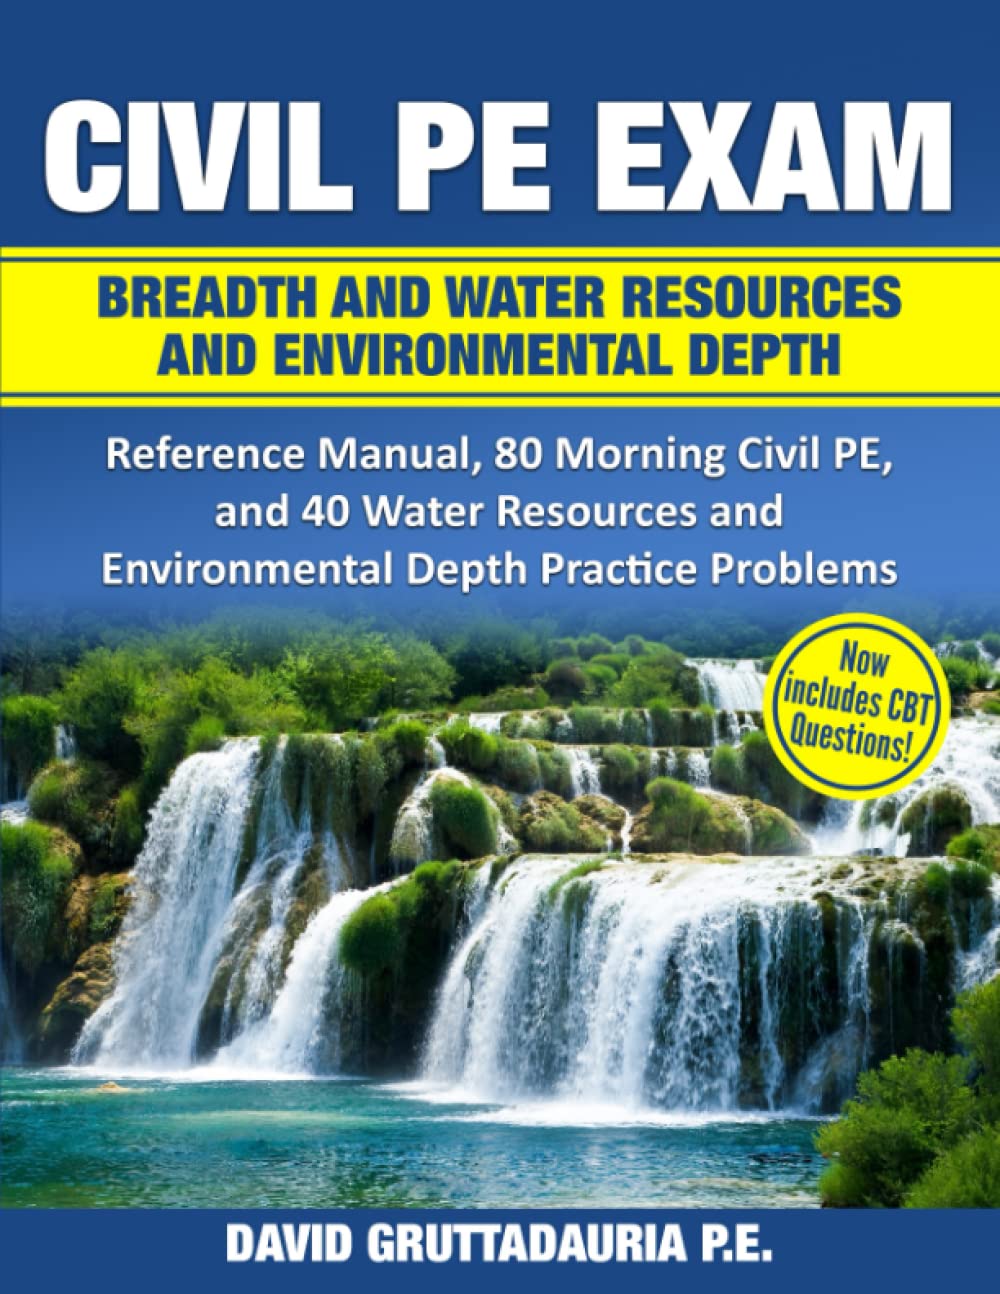 CIVIL PE EXAM
BREADTH AND WATER RESOURCES
AND ENVIRONMENTAL DEPTH
Reference Manual, 80 Morning Civil PE,
and 40 Water Resources and
Environmental Depth Practice Problems
Now
includes CBT
Questions!
DAVID GRUTTADAURIA P.E.